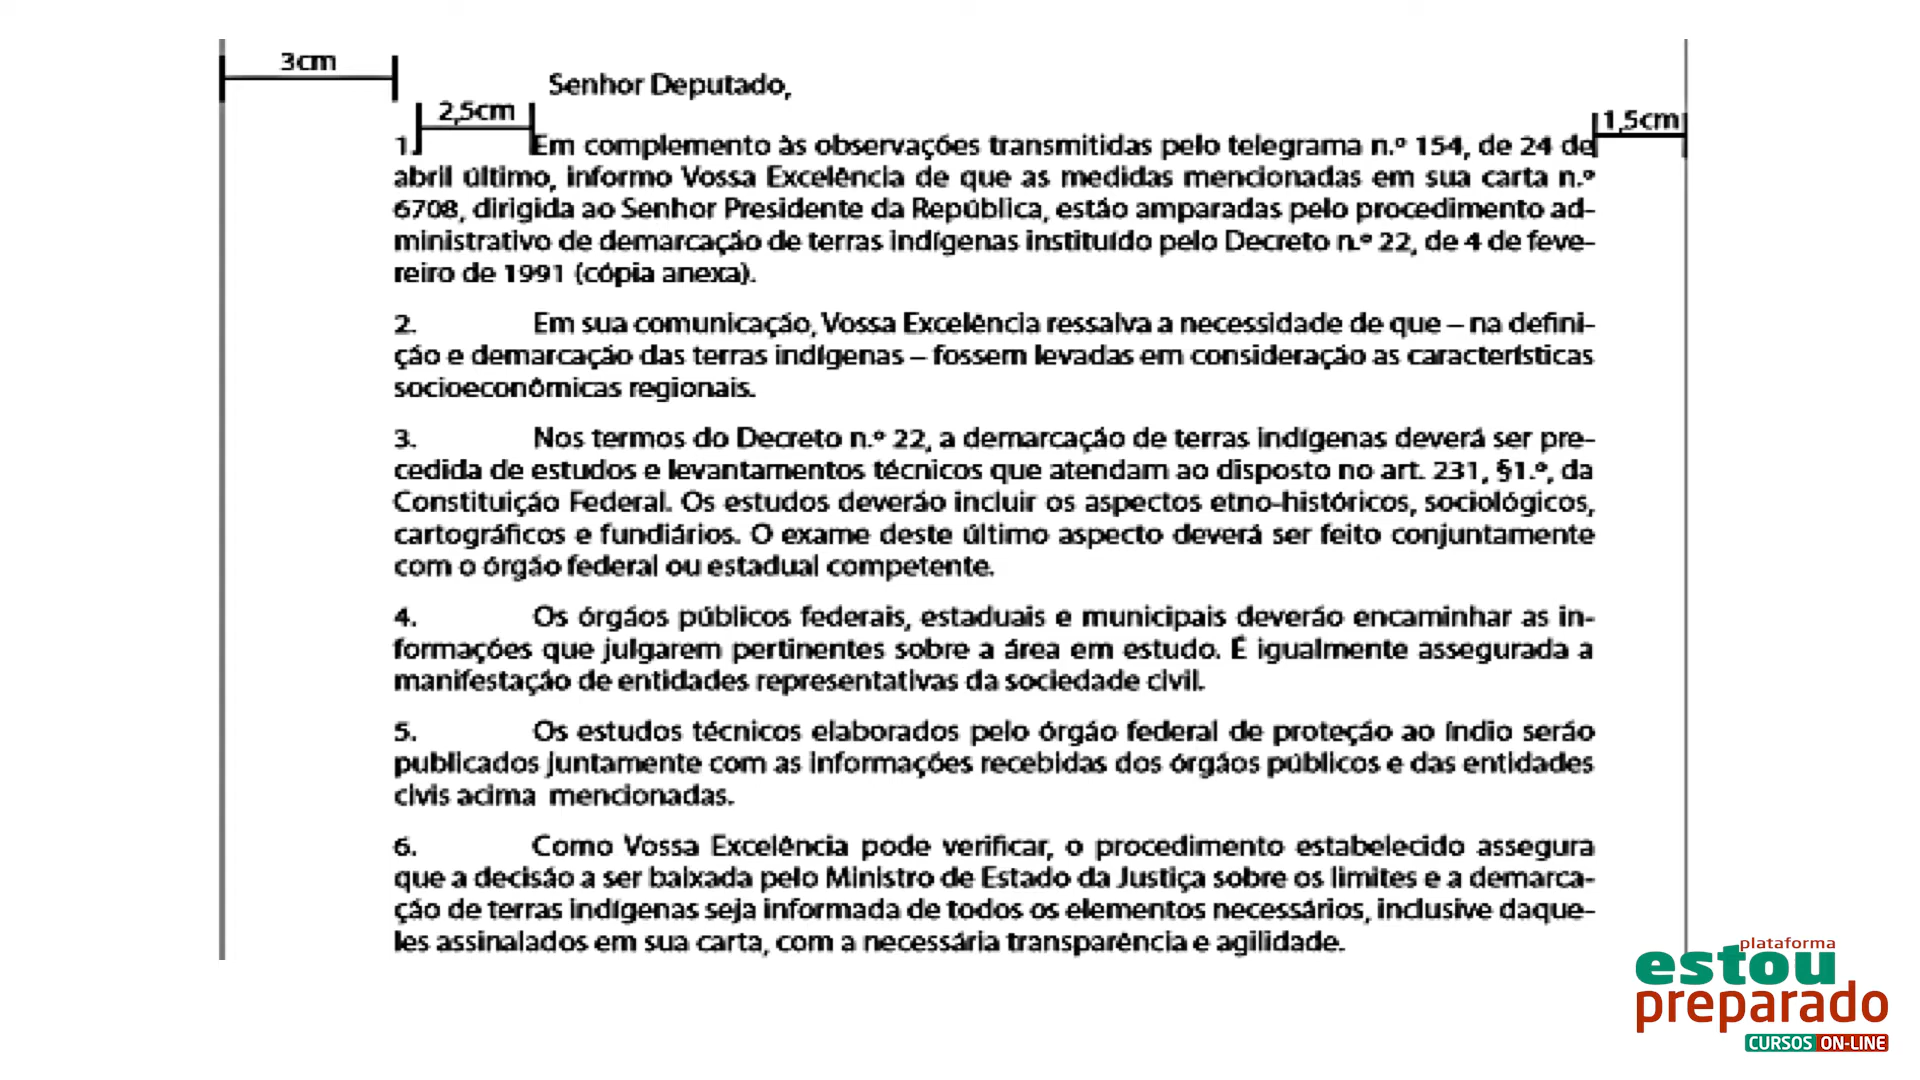 3cm
Senhor Deputado,
2,5cm
1,5cm
1. Em complemento às observações transmitidas pelo telegrama n.º 154, de 24 de
abril último, informo Vossa Excelência de que as medidas mencionadas em sua carta n.º
6708, dirigida ao Senhor Presidente da República, estão amparadas pelo procedimento ad-
ministrativo de demarcação de terras indígenas instituído pelo Decreto n.º 22, de 4 de feve-
reiro de 1991 (cópia anexa).
2. Em sua comunicação, Vossa Excelência ressalva a necessidade de que – na defini-
ção e demarcação das terras indígenas – fossem levadas em consideração as características
socioeconômicas regionais.
3. Nos termos do Decreto n.º 22, a demarcação de terras indígenas deverá ser pre-
cedida de estudos e levantamentos técnicos que atendam ao disposto no art. 231, §1.º, da
Constituição Federal. Os estudos deverão incluir os aspectos etno-históricos, sociológicos,
cartográficos e fundiários. O exame deste último aspecto deverá ser feito conjuntamente
com o órgão federal ou estadual competente.
4. Os órgãos públicos federais, estaduais e municipais deverão encaminhar as in-
formações que julgarem pertinentes sobre a área em estudo. É igualmente assegurada a
manifestação de entidades representativas da sociedade civil.
5. Os estudos técnicos elaborados pelo órgão federal de proteção ao índio serão
publicados juntamente com as informações recebidas dos órgãos públicos e das entidades
civis acima mencionadas.
6. Como Vossa Excelência pode verificar, o procedimento estabelecido assegura
que a decisão a ser baixada pelo Ministro de Estado da Justiça sobre os limites e a demarca-
ção de terras indígenas seja informada de todos os elementos necessários, inclusive daque-
les assinalados em sua carta, com a necessária transparência e agilidade.
plataforma
estou
preparado
CURSOS ON-LINE